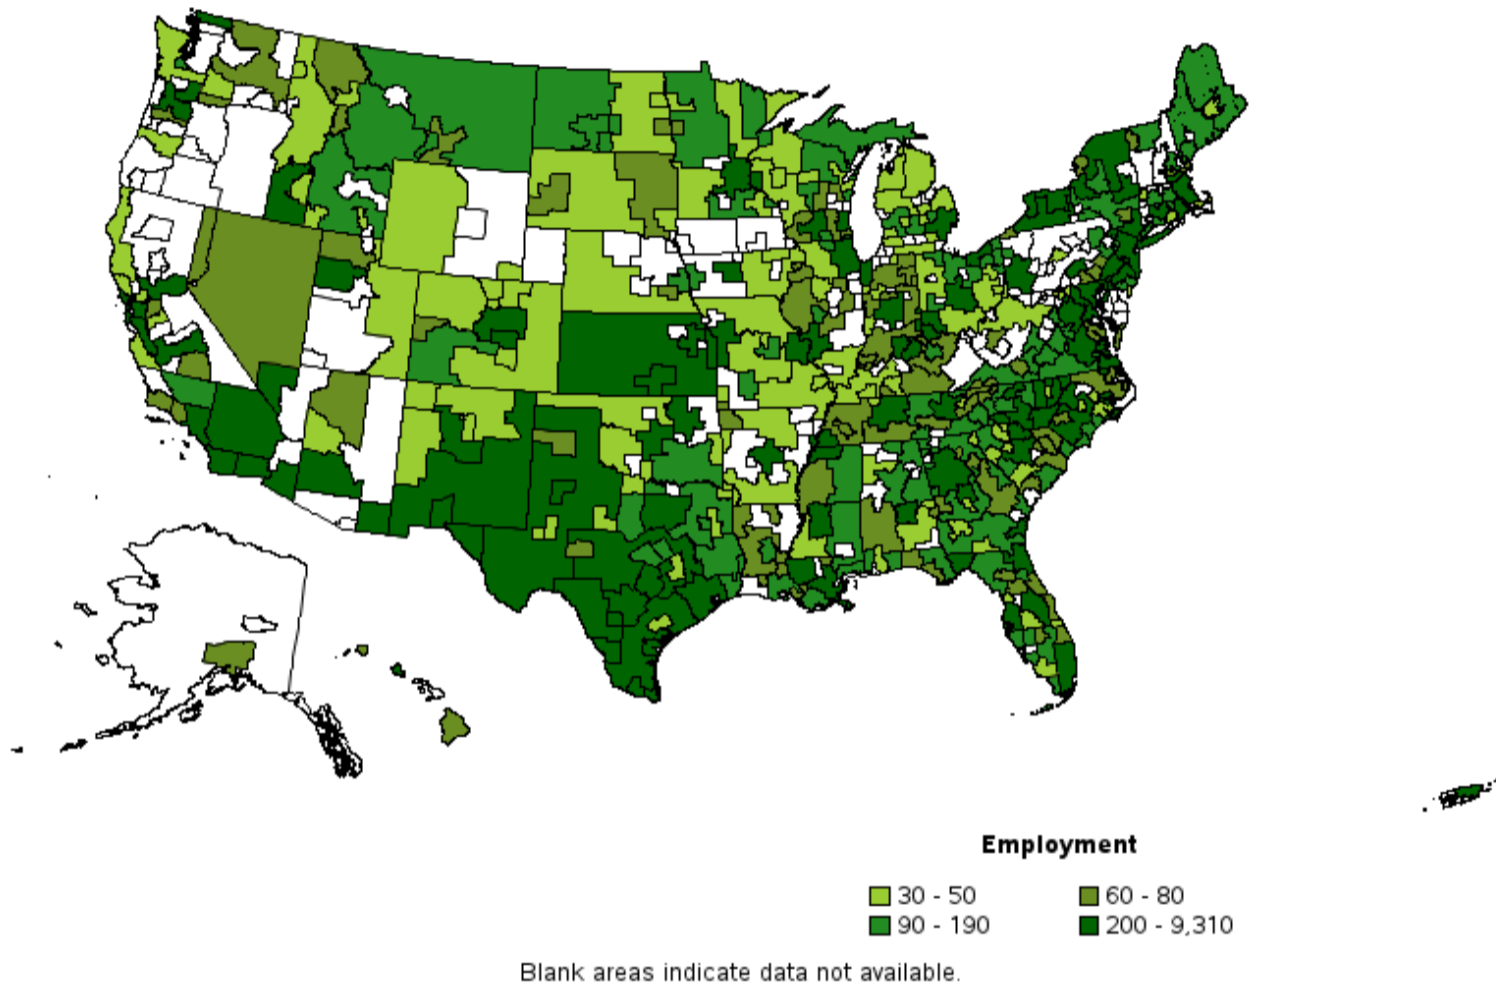 Employment
30 - 50
60 - 80
90 - 190
200 - 9,310
Blank areas indicate data not available.